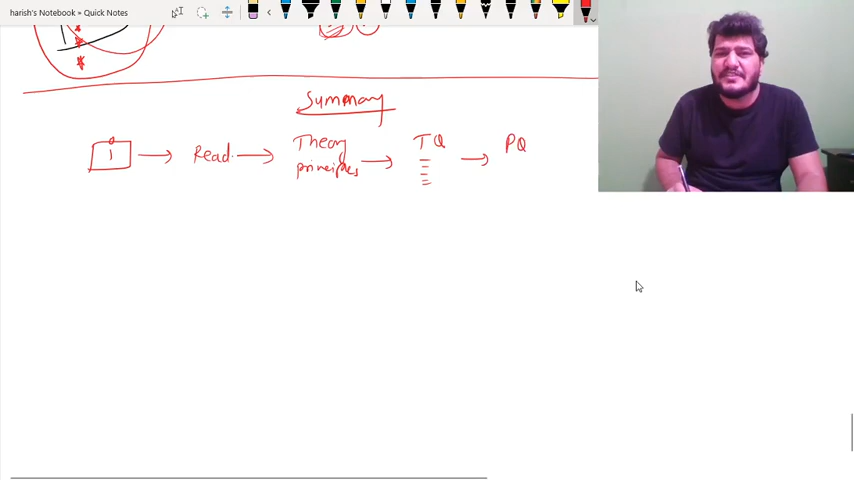 harish's Notebook » Quick Notes
Summary
1 → Read. → Theory principles → TQ → PQ